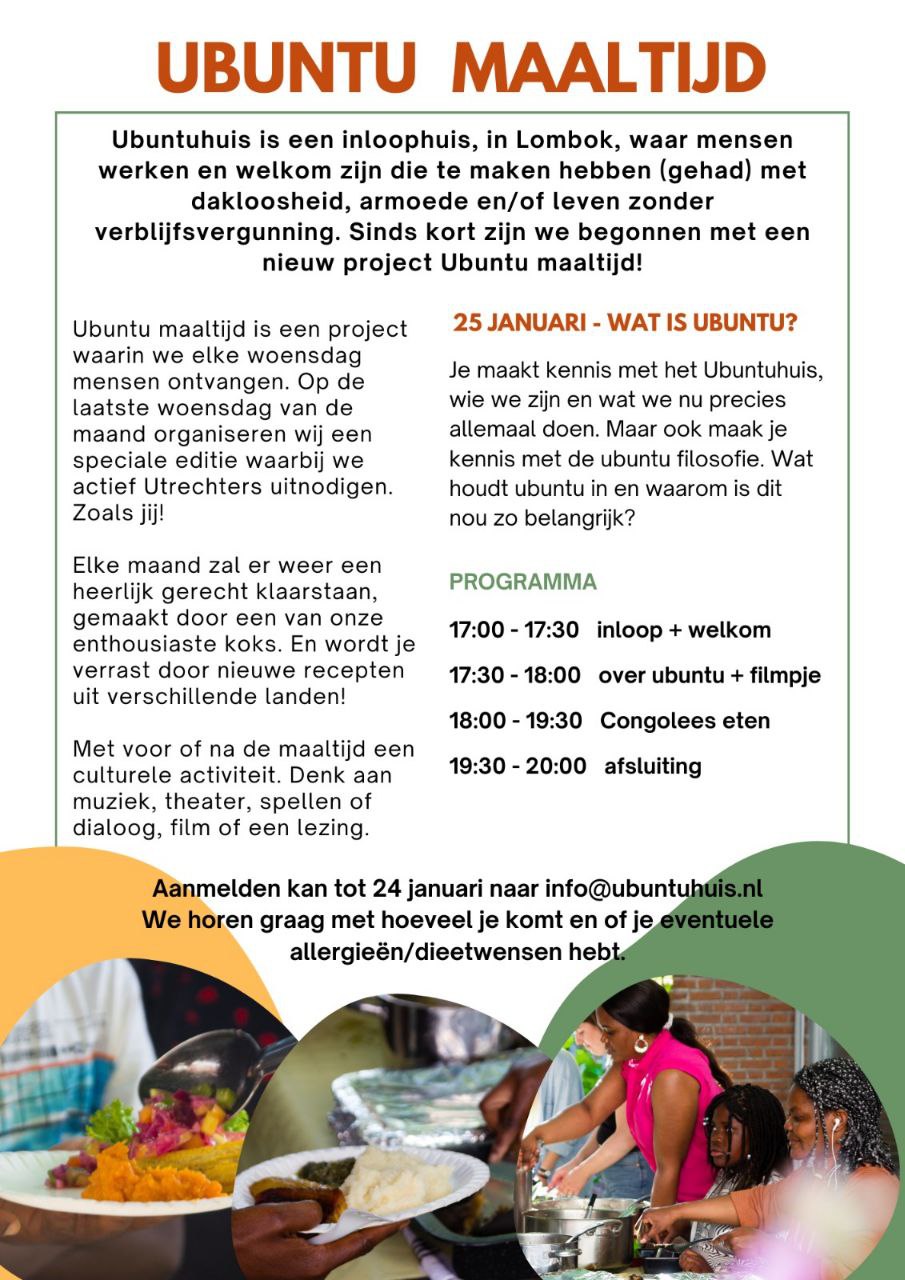 UBUNTU MAALTIJD
Ubuntuhuis is een inloophuis, in Lombok, waar mensen
werken en welkom zijn die te maken hebben (gehad) met
dakloosheid, armoede en/of leven zonder
verblijfsvergunning. Sinds kort zijn we begonnen met een
nieuw project Ubuntu maaltijd!
Ubuntu maaltijd is een project
waarin we elke woensdag
mensen ontvangen. Op de
laatste woensdag van de
maand organiseren wij een
speciale editie waarbij we
actief Utrechters uitnodigen.
Zoals jij!
Elke maand zal er weer een
heerlijk gerecht klaarstaan,
gemaakt door een van onze
enthousiaste koks. En wordt je
verrast door nieuwe recepten
uit verschillende landen!
Met voor of na de maaltijd een
culturele activiteit. Denk aan
muziek, theater, spellen of
dialoog, film of een lezing.
25 JANUARI - WAT IS UBUNTU?
Je maakt kennis met het Ubuntuhuis,
wie we zijn en wat we nu precies
allemaal doen. Maar ook maak je
kennis met de ubuntu filosofie. Wat
houdt ubuntu in en waarom is dit
nou zo belangrijk?
PROGRAMMA
17:00 - 17:30 inloop + welkom
17:30 - 18:00 over ubuntu + filmpje
18:00 - 19:30 Congolees eten
19:30 - 20:00 afsluiting
Aanmelden kan tot 24 januari naar info@ubuntuhuis.nl
We horen graag met hoeveel je komt en of je eventuele
allergieën/dieetwensen hebt.